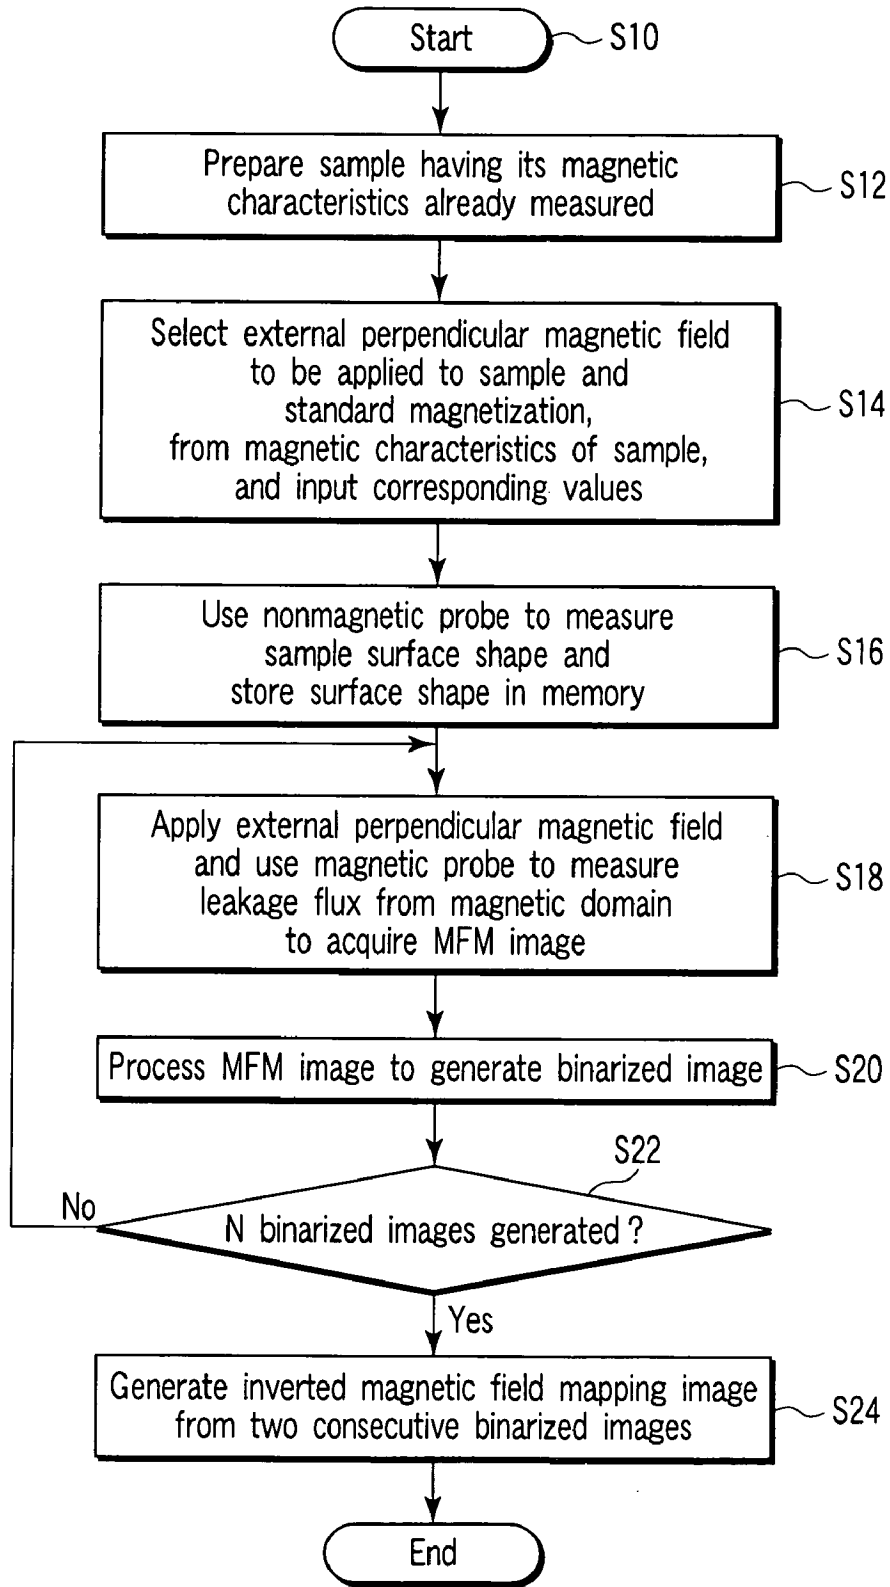 Start
S10
Prepare sample having its magnetic
characteristics already measured
S12
Select external perpendicular magnetic field
to be applied to sample and
standard magnetization,
from magnetic characteristics of sample,
and input corresponding values
S14
Use nonmagnetic probe to measure
sample surface shape and
store surface shape in memory
S16
Apply external perpendicular magnetic field
and use magnetic probe to measure
leakage flux from magnetic domain
to acquire MFM image
S18
Process MFM image to generate binarized image
S20
S22
No
N binarized images generated ?
Yes
Generate inverted magnetic field mapping image
from two consecutive binarized images
S24
End